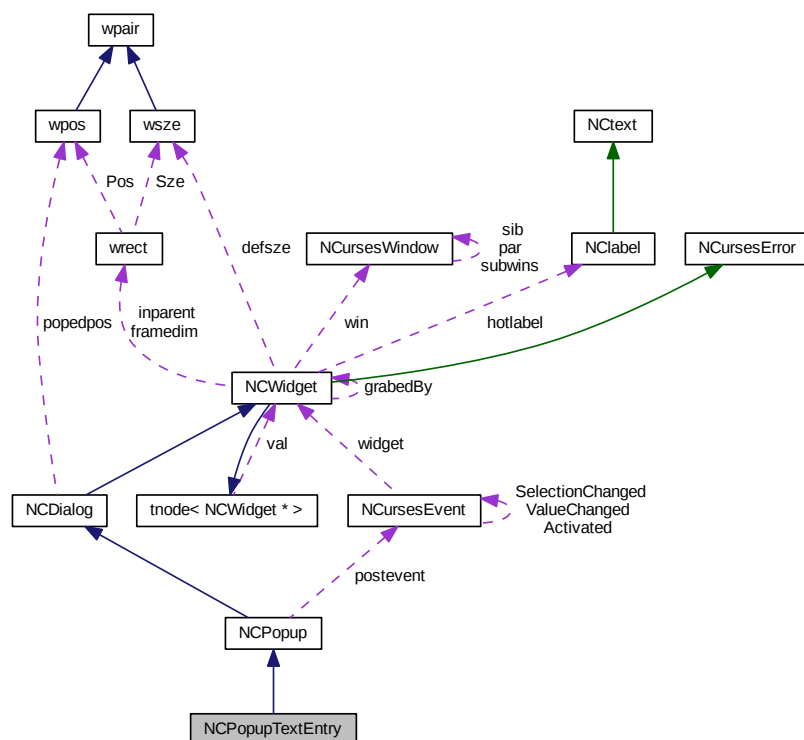 wpair
wpos
wsze
NCtext
Pos
Sze
sib
par
subwins
wrect
defsze
NCursesWindow
NClabel
NCursesError
popedpos
inparent
framedim
win
hotlabel
NCWidget
grabedBy
val
widget
SelectionChanged
ValueChanged
Activated
NCDialog
tnode< NCWidget * >
NCursesEvent
postevent
NCPopup
NCPopupTextEntry